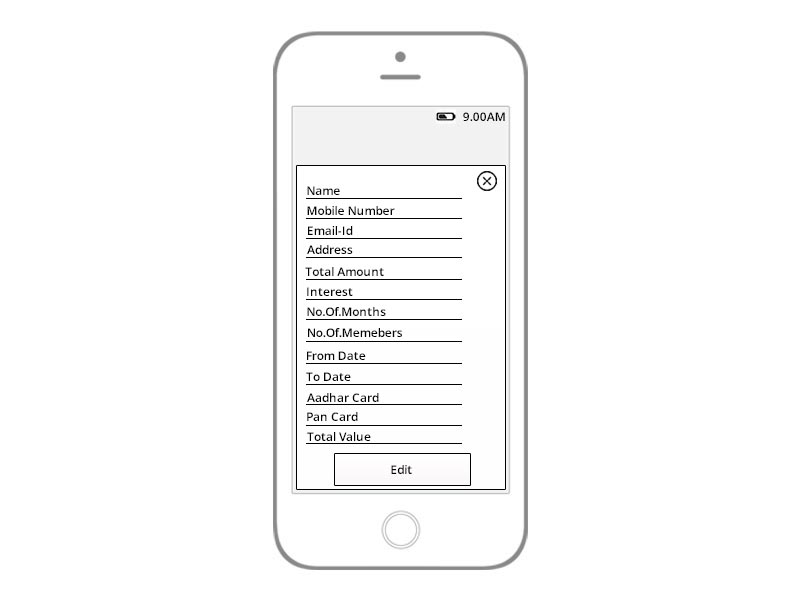 9.00AM
Name
Mobile Number
Email-Id
Address
Total Amount
Interest
No.Of.Months
No.Of.Memebers
From Date
To Date
Aadhar Card
Pan Card
Total Value
Edit